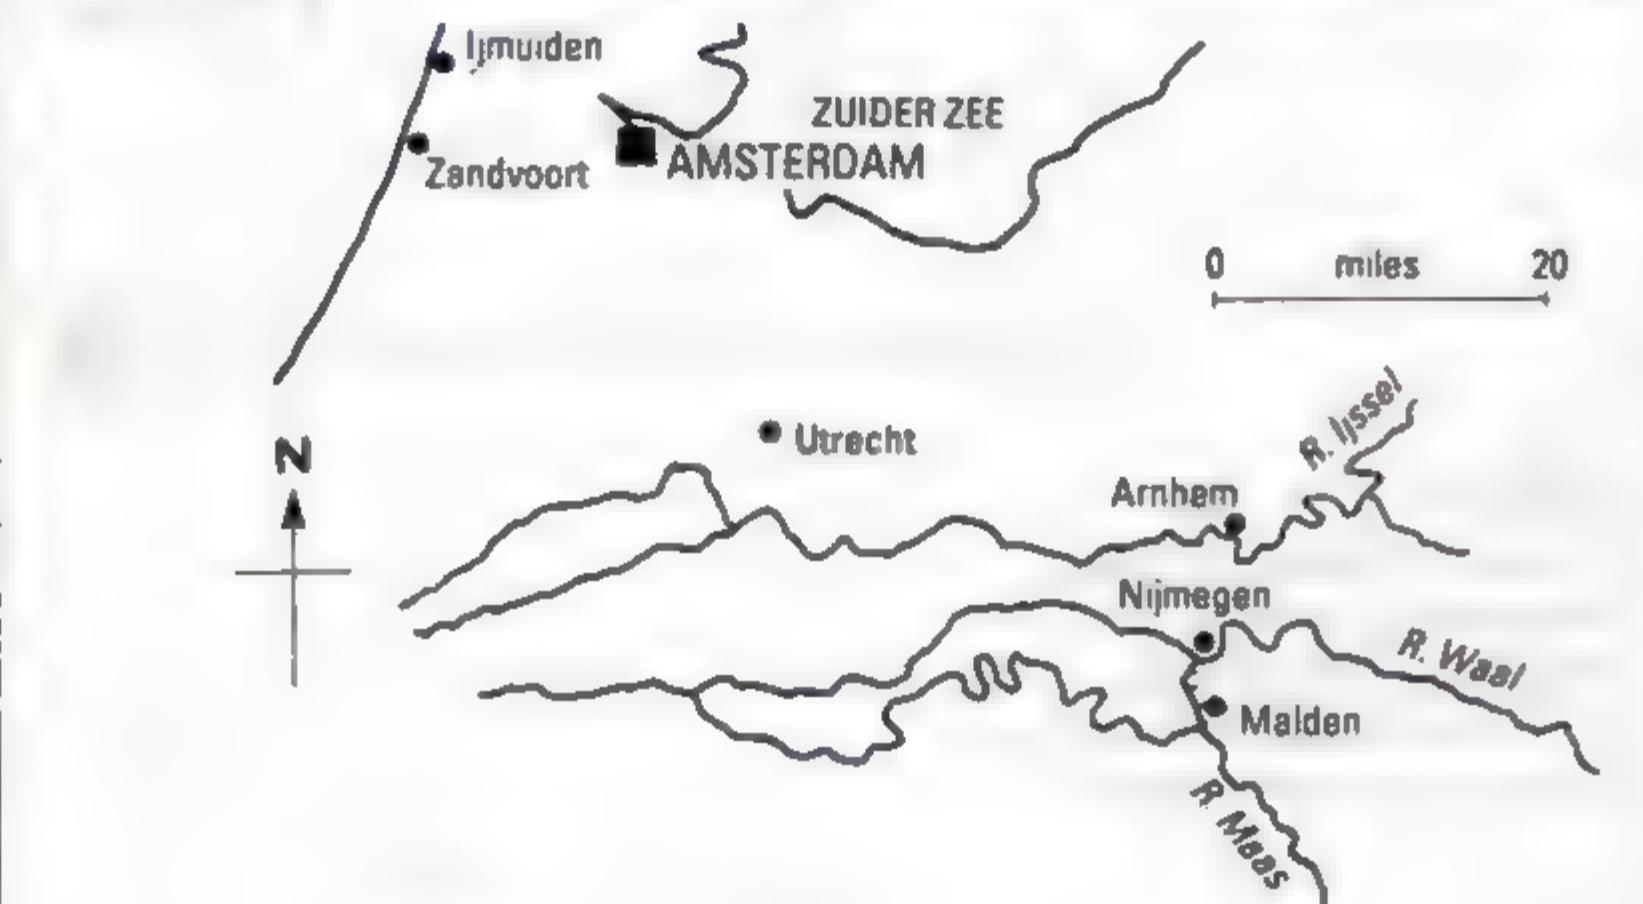 Ijmuiden
ZUIDER ZEE
AMSTERDAM
Zandvoort
0 miles 20
R. Ijssel
N
Utrecht
Arnhem
Nijmegen
R. Waal
Malden
R. Maas